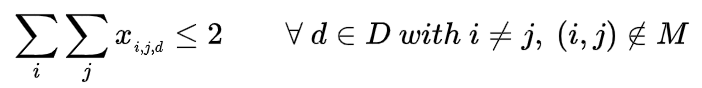 ∑_i ∑_j x_{i,j,d} ≤ 2   ∀ d ∈ D with i ≠ j, (i, j) ∉ M